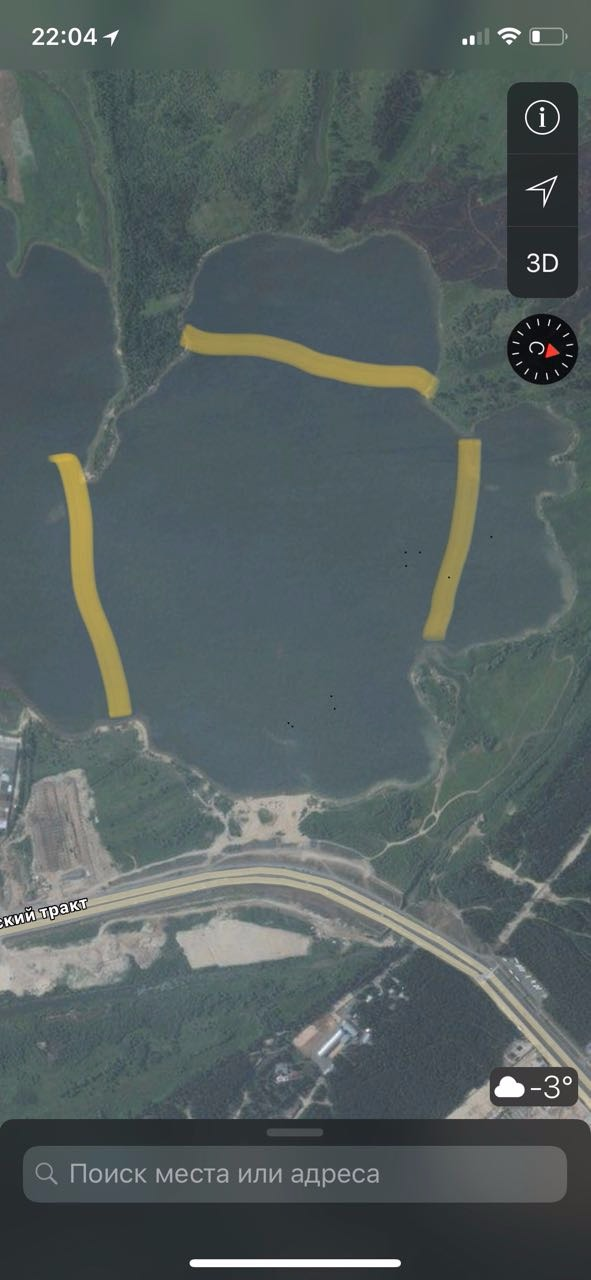 22:04
3D
С
ский тракт
-3°
Поиск места или адреса